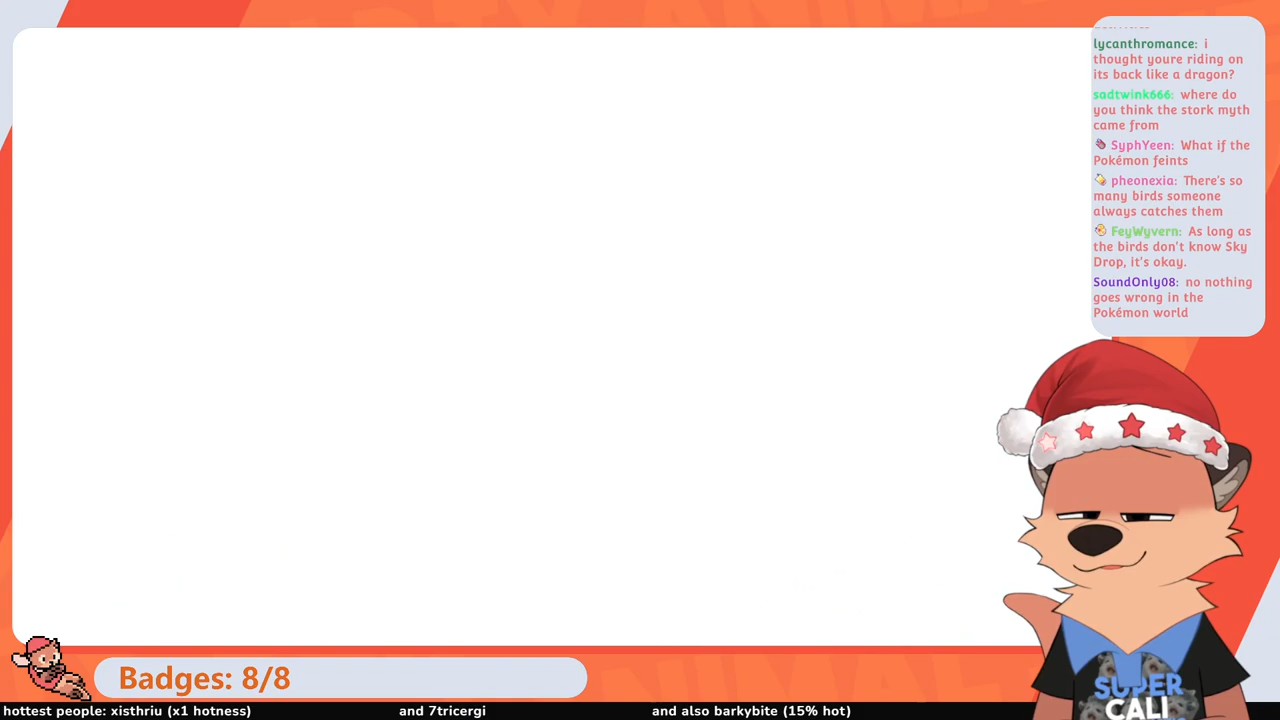 lycanthromance: i
thought youre riding on
its back like a dragon?
sadtwink666: where do
you think the stork myth
came from
SyphYeen: What if the
Pokémon feints
pheonexia: There's so
many birds someone
always catches them
FeyWyvern: As long as
the birds don't know Sky
Drop, it's okay.
SoundOnly08: no nothing
goes wrong in the
Pokémon world
SUPER
CALI
Badges: 8/8
hottest people: xisthriu (x1 hotness) and 7tricergi and also barkybite (15% hot)